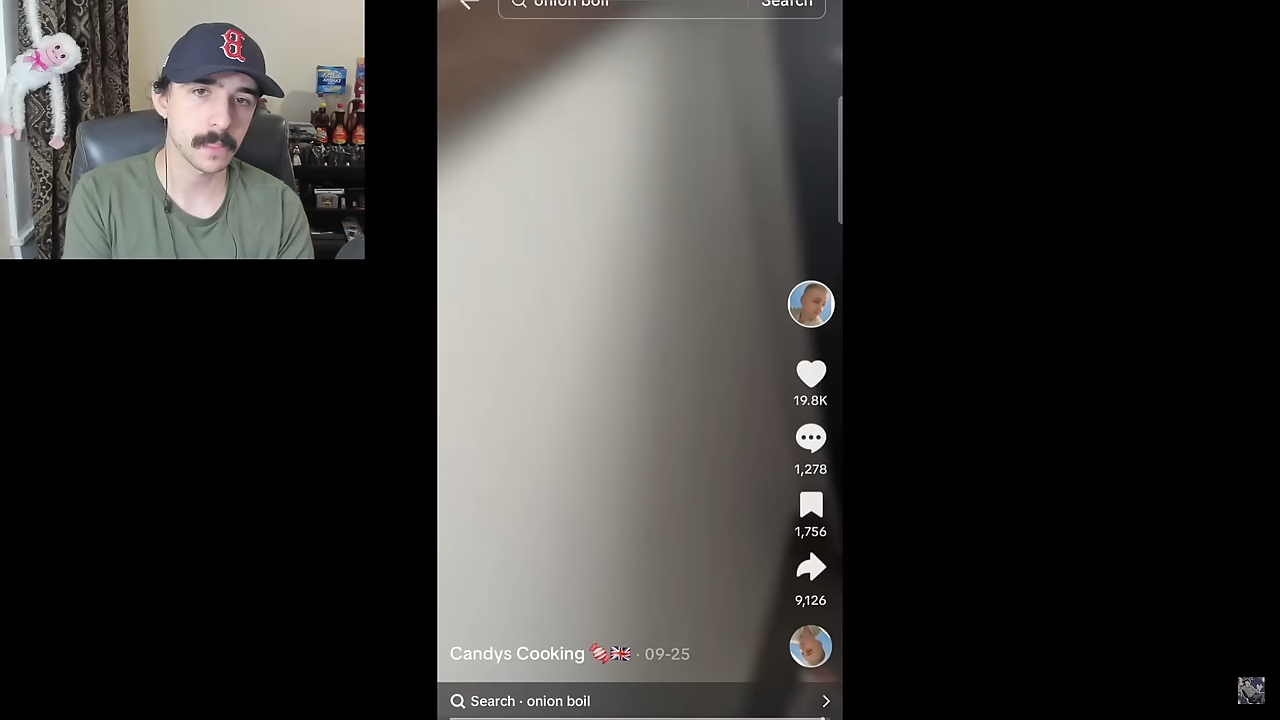 onion boil
Search
19.8K
1,278
1,756
9,126
Candys Cooking 🍬🇬🇧 · 09-25
Search · onion boil